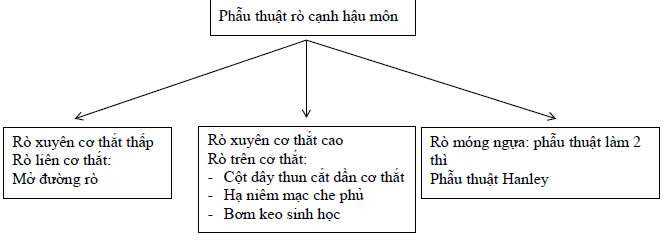 Phẫu thuật rò cạnh hậu môn
Rò xuyên cơ thắt thấp
Rò liên cơ thắt:
Mở đường rò
Rò xuyên cơ thắt cao
Rò trên cơ thắt:
- Cột dây thun cắt dần cơ thắt
- Hạ niêm mạc che phủ
- Bơm keo sinh học
Rò móng ngựa: phẫu thuật làm 2
thì
Phẫu thuật Hanley